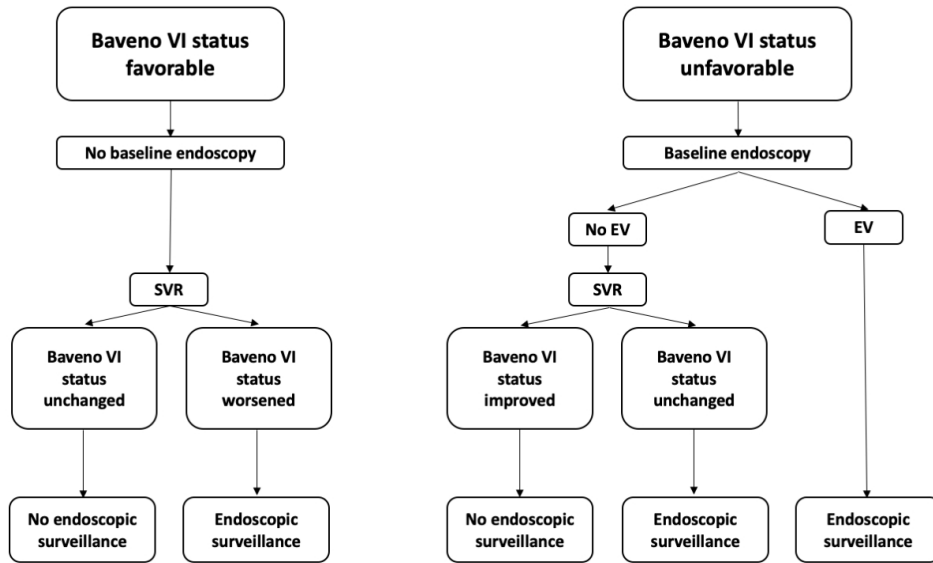 Baveno VI status
favorable
Baveno VI status
unfavorable
No baseline endoscopy
Baseline endoscopy
No EV
EV
SVR
SVR
Baveno VI
status
unchanged
Baveno VI
status
worsened
Baveno VI
status
improved
Baveno VI
status
unchanged
No endoscopic
surveillance
Endoscopic
surveillance
No endoscopic
surveillance
Endoscopic
surveillance
Endoscopic
surveillance